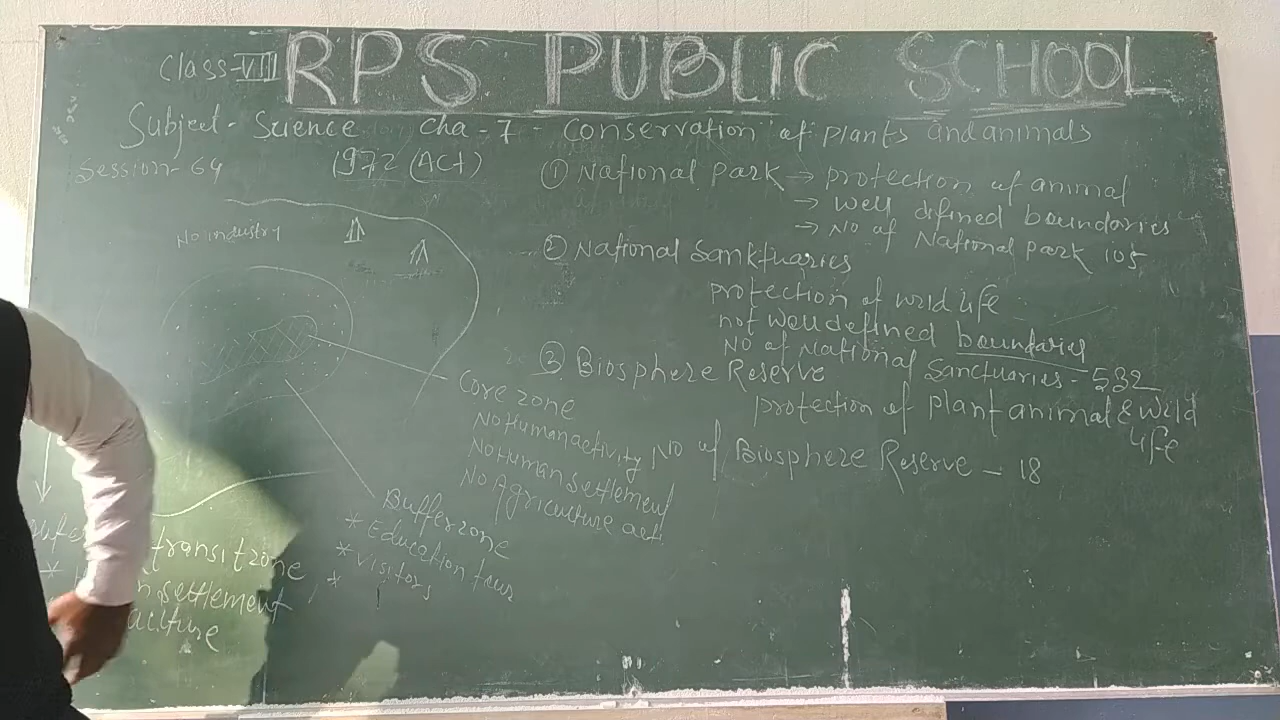 Class-VIII RPS PUBLIC SCHOOL
Subject - Science Cha - 7 - Conservation of plants and animals
Session-64
1972 (ACt)
① National park → protection of animal
→ well defined boundaries
→ No of National park 105
② National Sanktuaries
protection of wild life
not well defined boundaries
NO of National Sanctuaries - 532
③ Biosphere Reserve
protection of plant animal & wild
life
No of Biosphere Reserve - 18
No industry
Core zone
No Human activity
No Human settlement
No Agriculture act.
Buffer zone
* Education tour
* visitors
*
transit zone
*
settlement